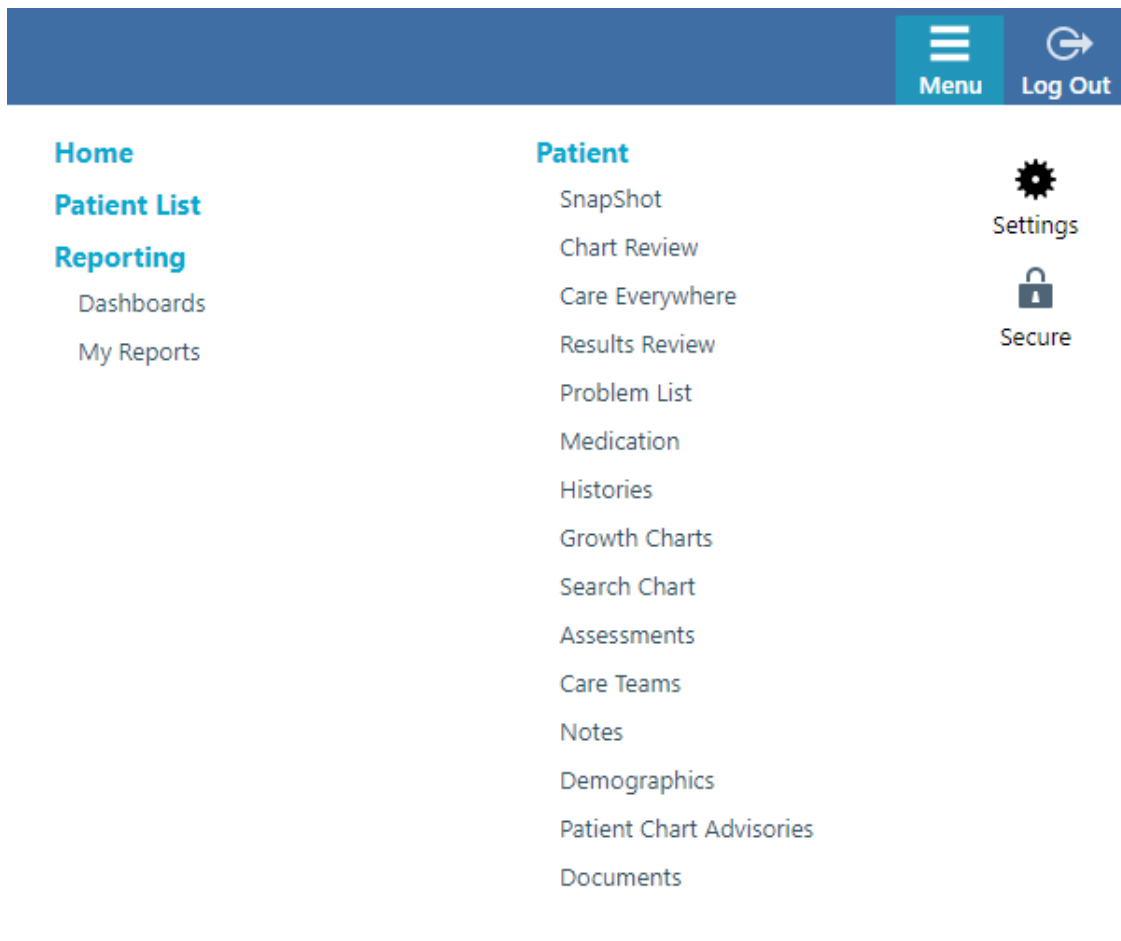 Menu
Log Out
Home
Patient List
Reporting
Dashboards
My Reports
Patient
SnapShot
Chart Review
Care Everywhere
Results Review
Problem List
Medication
Histories
Growth Charts
Search Chart
Assessments
Care Teams
Notes
Demographics
Patient Chart Advisories
Documents
Settings
Secure